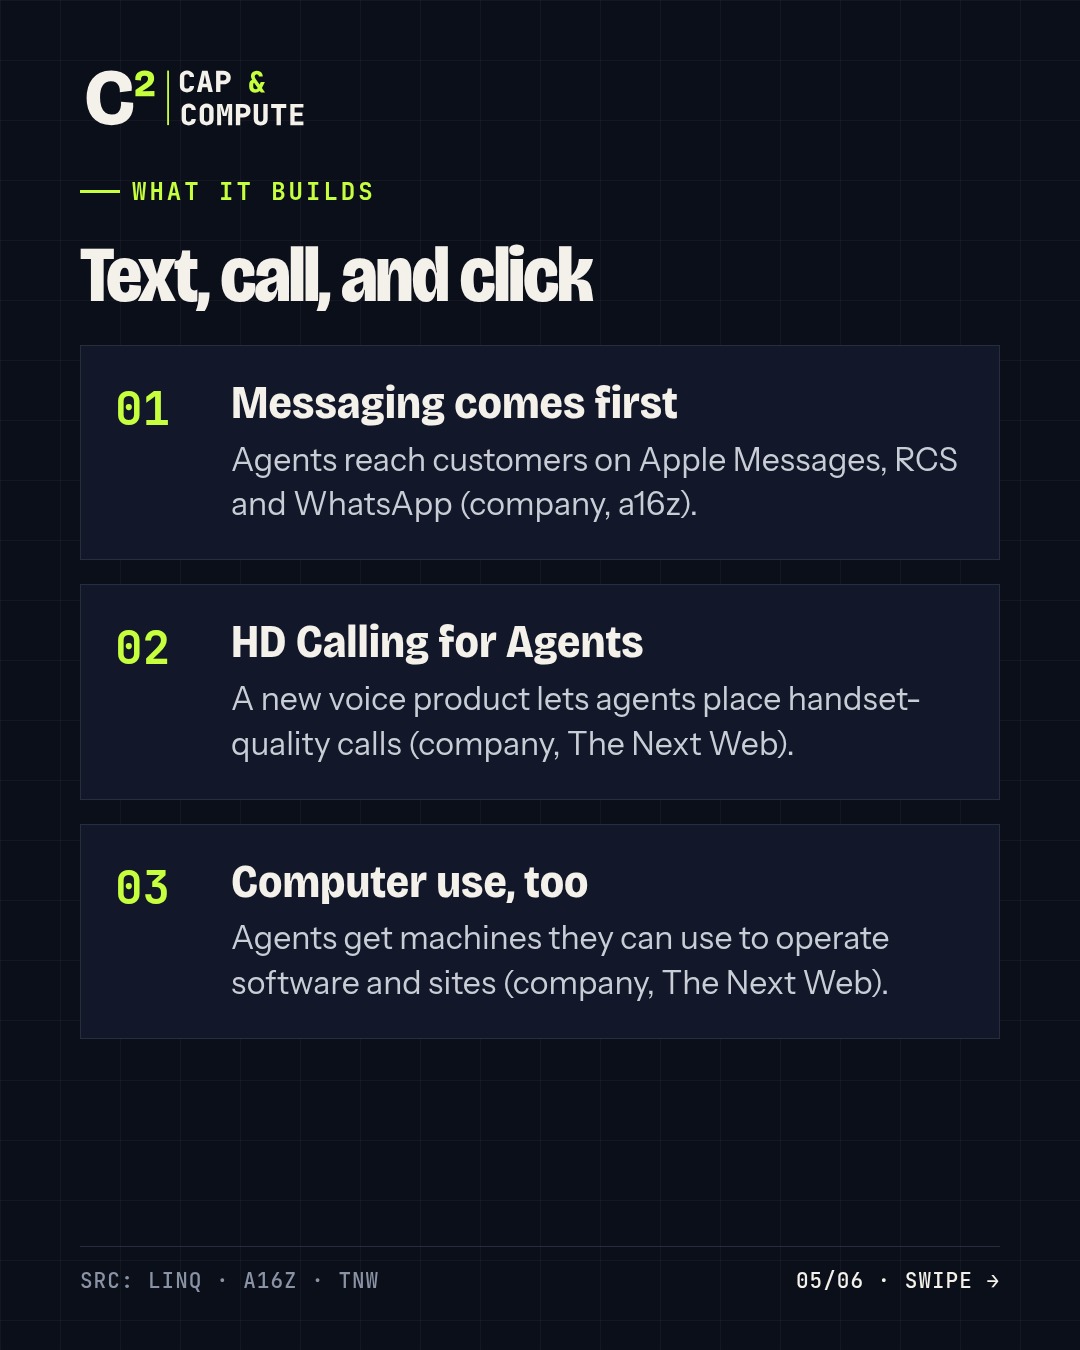 C² CAP &
COMPUTE
WHAT IT BUILDS
Text, call, and click
01
Messaging comes first
Agents reach customers on Apple Messages, RCS
and WhatsApp (company, a16z).
02
HD Calling for Agents
A new voice product lets agents place handset-
quality calls (company, The Next Web).
03
Computer use, too
Agents get machines they can use to operate
software and sites (company, The Next Web).
SRC: LINQ · A16Z · TNW
05/06 · SWIPE →